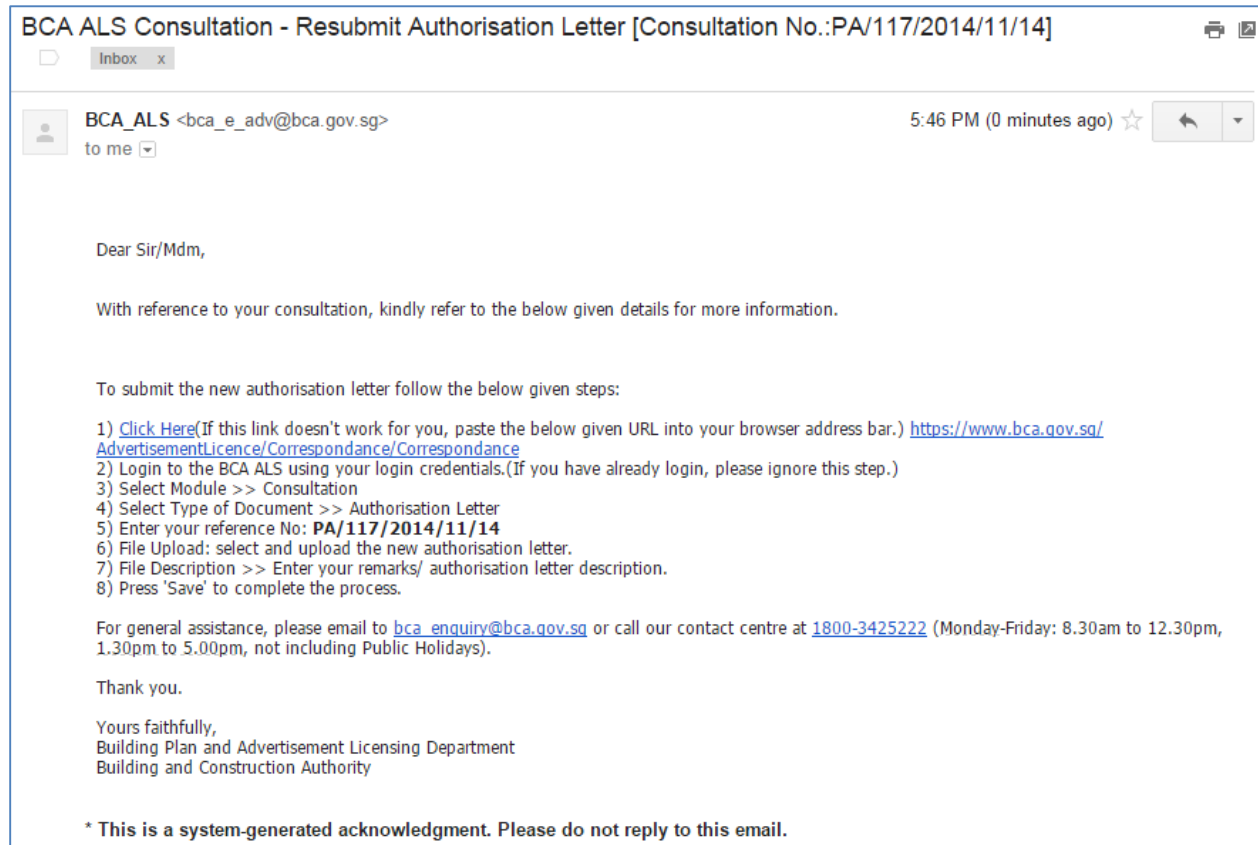 BCA ALS Consultation - Resubmit Authorisation Letter [Consultation No.:PA/117/2014/11/14]
Inbox x
BCA_ALS <bca_e_adv@bca.gov.sg>
5:46 PM (0 minutes ago)
to me
Dear Sir/Mdm,
With reference to your consultation, kindly refer to the below given details for more information.
To submit the new authorisation letter follow the below given steps:
1) Click Here(If this link doesn't work for you, paste the below given URL into your browser address bar.) https://www.bca.gov.sg/
AdvertisementLicence/Correspondance/Correspondance
2) Login to the BCA ALS using your login credentials.(If you have already login, please ignore this step.)
3) Select Module >> Consultation
4) Select Type of Document >> Authorisation Letter
5) Enter your reference No: PA/117/2014/11/14
6) File Upload: select and upload the new authorisation letter.
7) File Description >> Enter your remarks/ authorisation letter description.
8) Press 'Save' to complete the process.
For general assistance, please email to bca_enquiry@bca.gov.sg or call our contact centre at 1800-3425222 (Monday-Friday: 8.30am to 12.30pm,
1.30pm to 5.00pm, not including Public Holidays).
Thank you.
Yours faithfully,
Building Plan and Advertisement Licensing Department
Building and Construction Authority
* This is a system-generated acknowledgment. Please do not reply to this email.